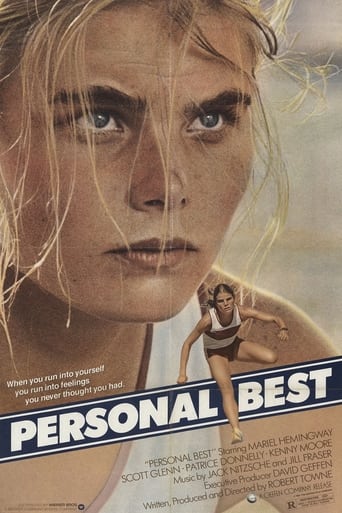 When you run into yourself
you run into feelings
you never thought you had.
PERSONAL BEST
"PERSONAL BEST" Starring MARIEL HEMINGWAY
SCOTT GLENN · PATRICE DONNELLY · KENNY MOORE
Music by JACK NITZSCHE and JILL FRASER
Executive Producer DAVID GEFFEN
Written, Produced and Directed by ROBERT TOWNE
R RESTRICTED